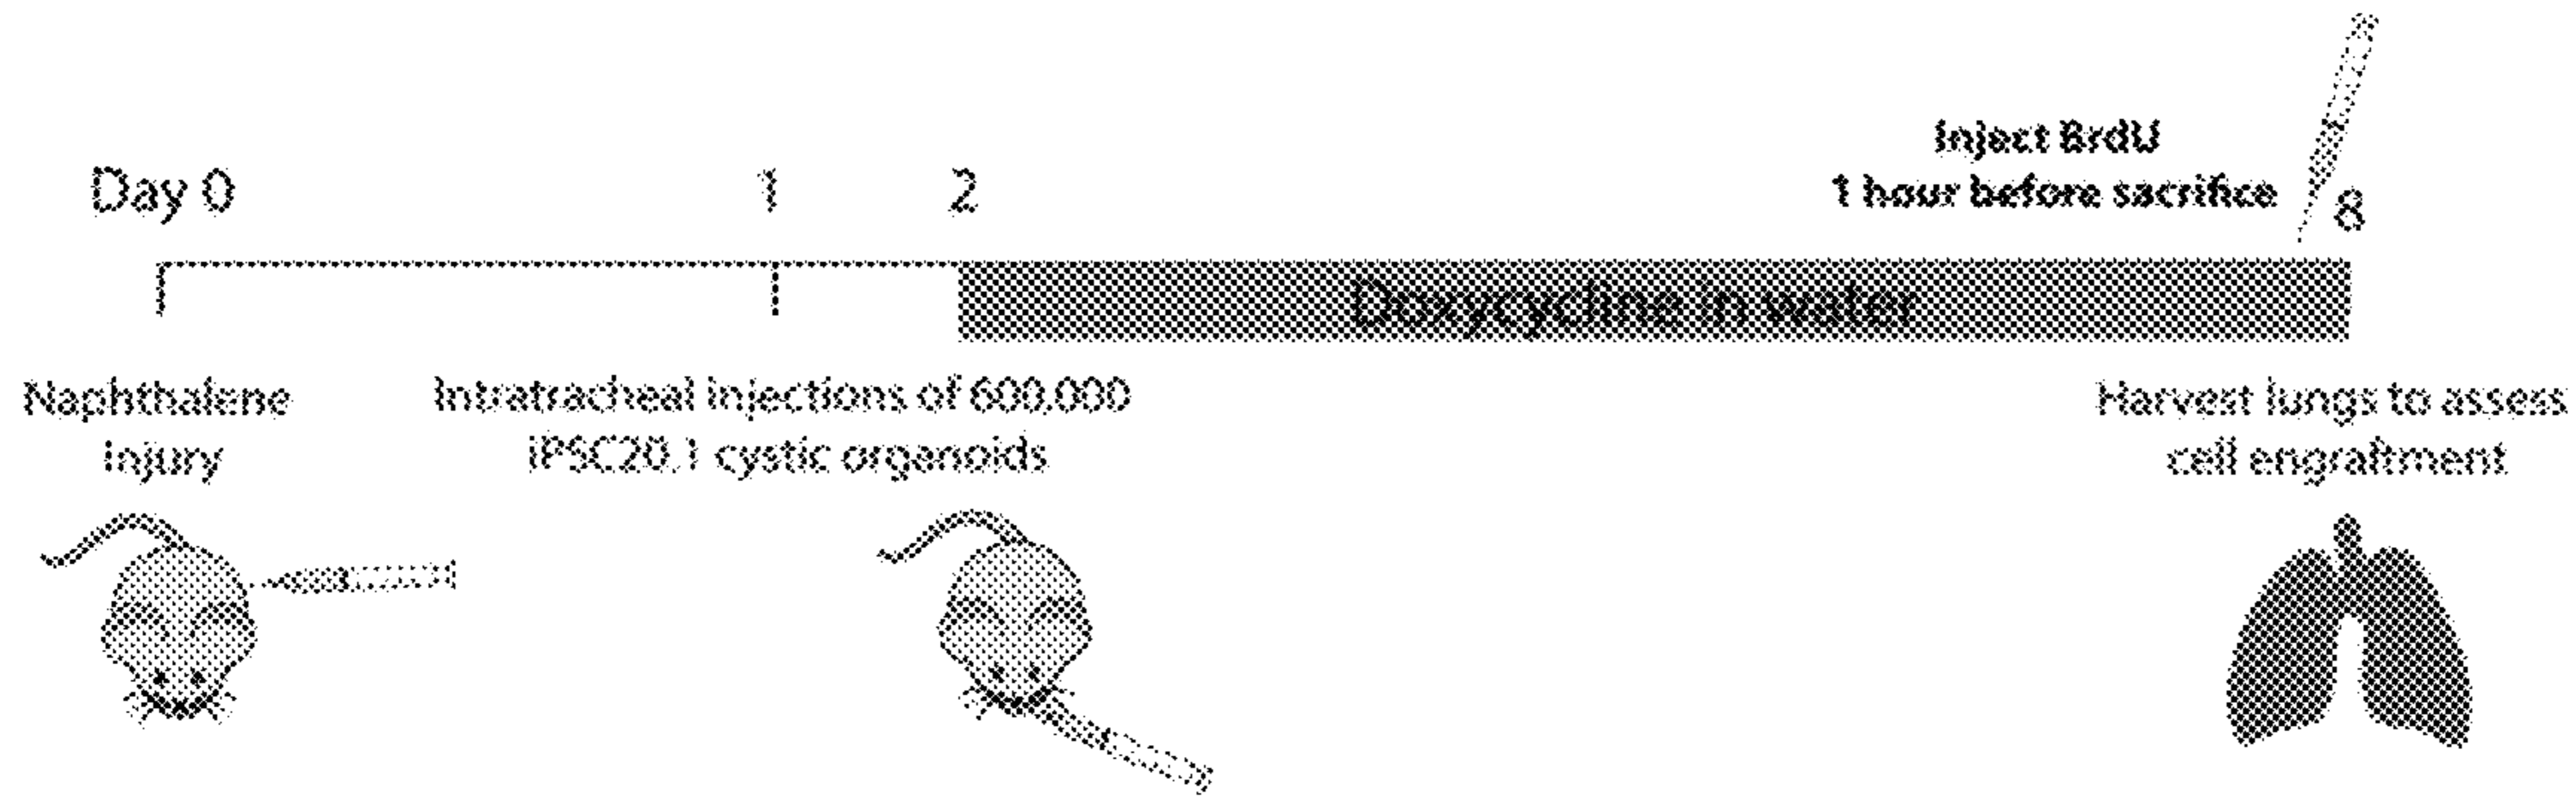 Inject BrdU
1 hour before sacrifice
Day 0
1
2
8
Doxycycline in water
Naphthalene
Injury
Intratracheal injections of 600,000
iPSC20.1 cystic organoids
Harvest lungs to assess
cell engraftment